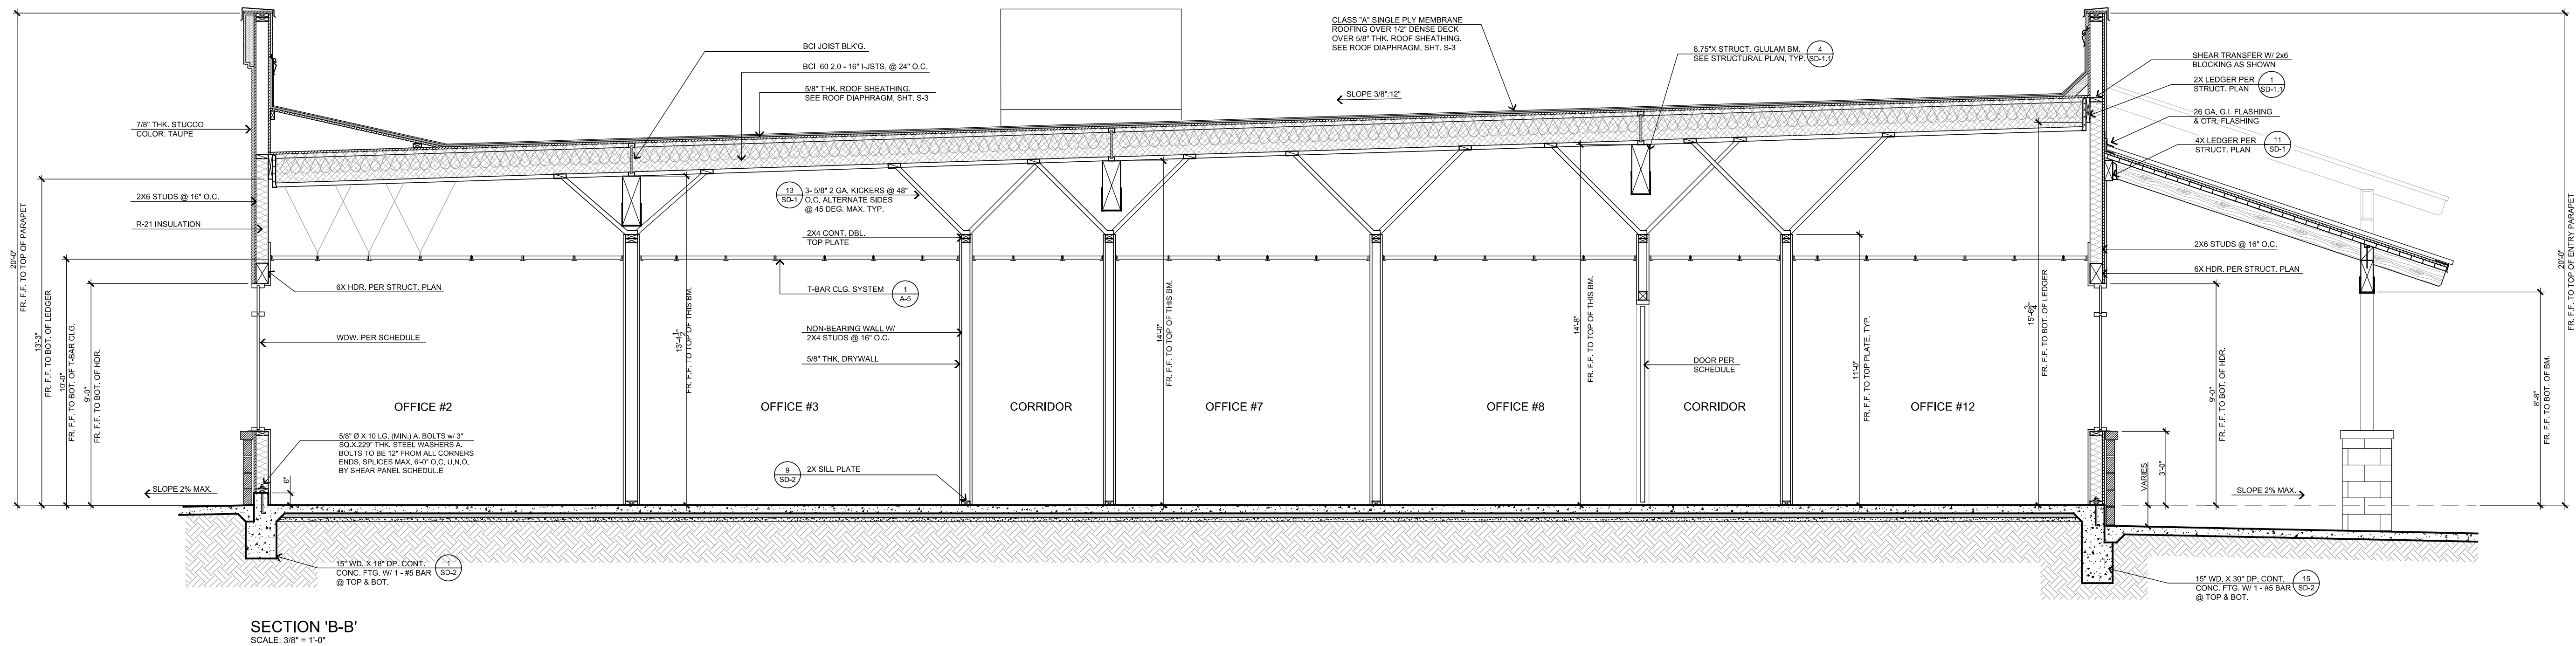 20'-0"
FR. F.F. TO TOP OF PARAPET
13'-3"
FR. F.F. TO BOT. OF LEDGER
10'-0"
FR. F.F. TO BOT. OF T-BAR CLG.
9'-0"
FR. F.F. TO BOT. OF HDR.
7/8" THK. STUCCO
COLOR: TAUPE
2X6 STUDS @ 16" O.C.
R-21 INSULATION
6X HDR. PER STRUCT. PLAN
WDW. PER SCHEDULE
OFFICE #2
5/8" Ø X 10 LG. (MIN.) A. BOLTS w/ 3"
SQ.X.229" THK. STEEL WASHERS A.
BOLTS TO BE 12" FROM ALL CORNERS
ENDS, SPLICES MAX. 6'-0" O.C. U.N.O.
BY SHEAR PANEL SCHEDUL.E
6"
SLOPE 2% MAX.
15" WD. X 18" DP. CONT.
CONC. FTG. W/ 1 - #5 BAR
@ TOP & BOT.
1
SD-2
BCI JOIST BLK'G.
BCI 60 2.0 - 16" I-JSTS. @ 24" O.C.
5/8" THK. ROOF SHEATHING.
SEE ROOF DIAPHRAGM, SHT. S-3
13
SD-1
3- 5/8" 2 GA. KICKERS @ 48"
O.C. ALTERNATE SIDES
@ 45 DEG. MAX. TYP.
2X4 CONT. DBL.
TOP PLATE
T-BAR CLG. SYSTEM
1
A-5
13'-4 1/2"
FR. F.F. TO TOP OF THIS BM.
NON-BEARING WALL W/
2X4 STUDS @ 16" O.C.
5/8" THK. DRYWALL
OFFICE #3
9
SD-2
2X SILL PLATE
CORRIDOR
14'-0"
FR. F.F. TO TOP OF THIS BM.
OFFICE #7
CLASS "A" SINGLE PLY MEMBRANE
ROOFING OVER 1/2" DENSE DECK
OVER 5/8" THK. ROOF SHEATHING.
SEE ROOF DIAPHRAGM, SHT. S-3
SLOPE 3/8":12"
8.75"X STRUCT. GLULAM BM.
SEE STRUCTURAL PLAN, TYP.
4
SD-1.1
OFFICE #8
14'-8"
FR. F.F. TO TOP OF THIS BM.
DOOR PER
SCHEDULE
CORRIDOR
11'-0"
FR. F.F. TO TOP PLATE, TYP.
OFFICE #12
15'-6 3/4"
FR. F.F. TO BOT. OF LEDGER
SHEAR TRANSFER W/ 2x6
BLOCKING AS SHOWN
2X LEDGER PER
STRUCT. PLAN
1
SD-1.1
26 GA. G.I. FLASHING
& CTR. FLASHING
4X LEDGER PER
STRUCT. PLAN
11
SD-1
2X6 STUDS @ 16" O.C.
6X HDR. PER STRUCT. PLAN
VARIES
3'-0"
9'-0"
FR. F.F. TO BOT. OF HDR.
SLOPE 2% MAX.
8'-8"
FR. F.F. TO BOT. OF BM.
20'-0"
FR. F.F. TO TOP OF ENTRY PARAPET
15" WD. X 30" DP. CONT.
CONC. FTG. W/ 1 - #5 BAR
@ TOP & BOT.
15
SD-2
SECTION 'B-B'
SCALE: 3/8" = 1'-0"